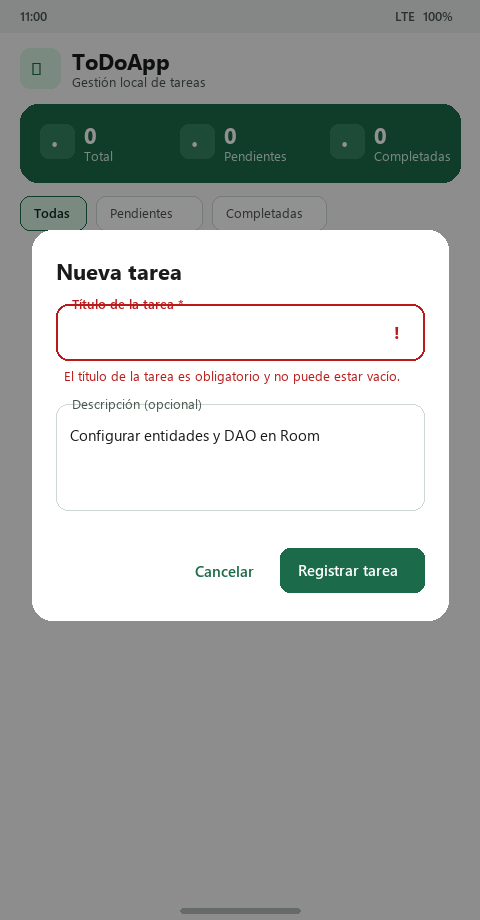 11:00
LTE 100%
ToDoApp
Gestión local de tareas
0
Total
0
Pendientes
0
Completadas
Todas
Pendientes
Completadas
Nueva tarea
Título de la tarea *
!
El título de la tarea es obligatorio y no puede estar vacío.
Descripción (opcional)
Configurar entidades y DAO en Room
Cancelar
Registrar tarea